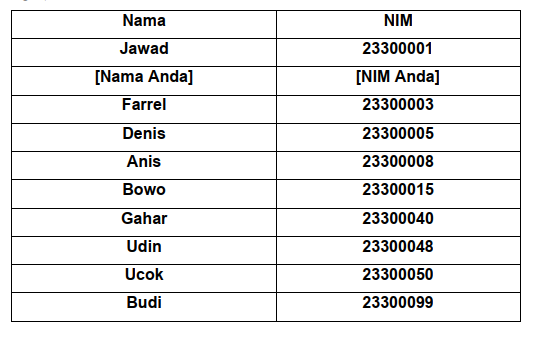 Nama NIM
Jawad 23300001
[Nama Anda] [NIM Anda]
Farrel 23300003
Denis 23300005
Anis 23300008
Bowo 23300015
Gahar 23300040
Udin 23300048
Ucok 23300050
Budi 23300099